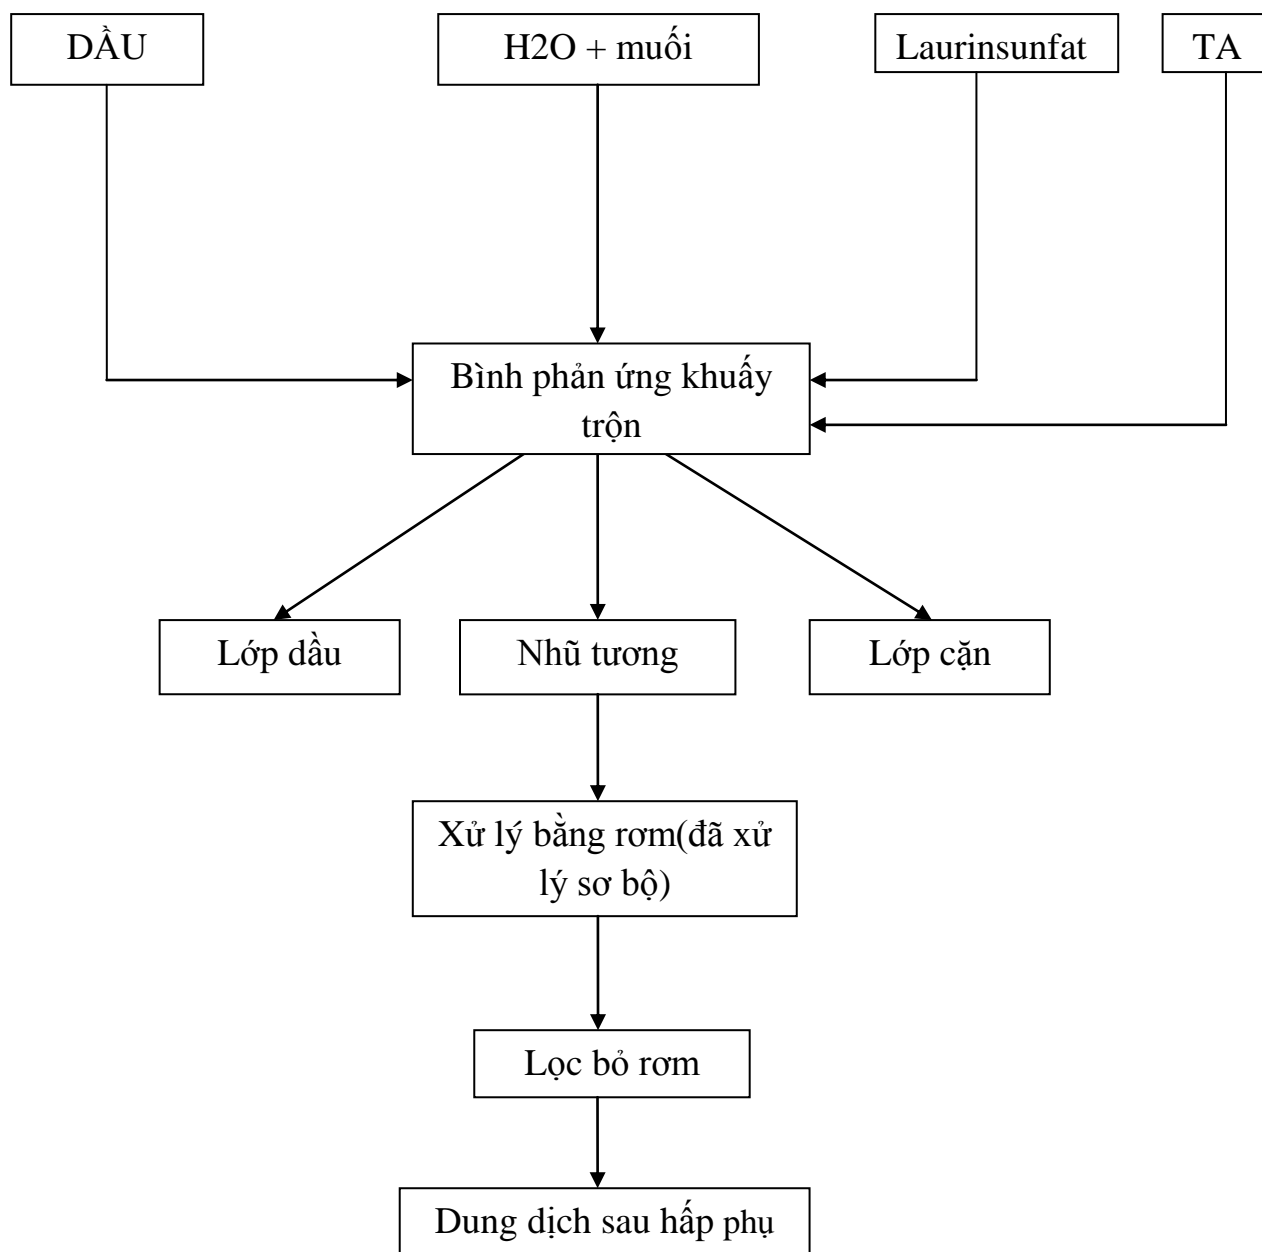 DẦU
H2O + muối
Laurinsunfat
TA
Bình phản ứng khuấy
trộn
Lớp dầu
Nhũ tương
Lớp cặn
Xử lý bằng rơm(đã xử
lý sơ bộ)
Lọc bỏ rơm
Dung dịch sau hấp phụ